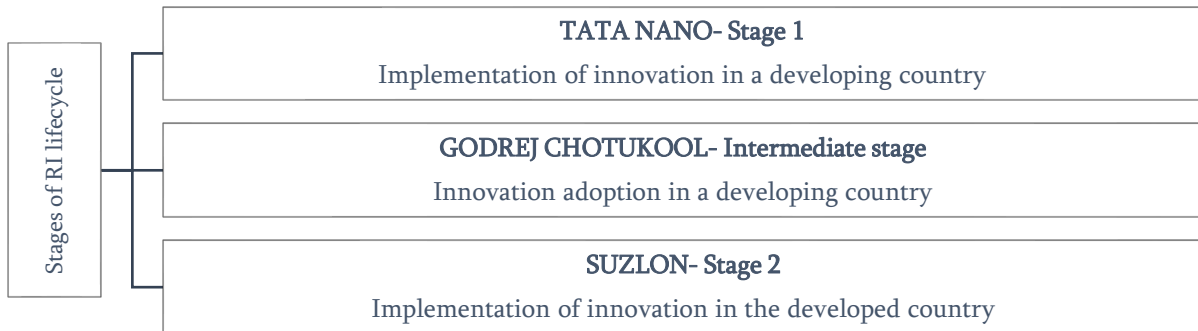 Stages of RI lifecycle
TATA NANO- Stage 1
Implementation of innovation in a developing country
GODREJ CHOTUKOOL- Intermediate stage
Innovation adoption in a developing country
SUZLON- Stage 2
Implementation of innovation in the developed country